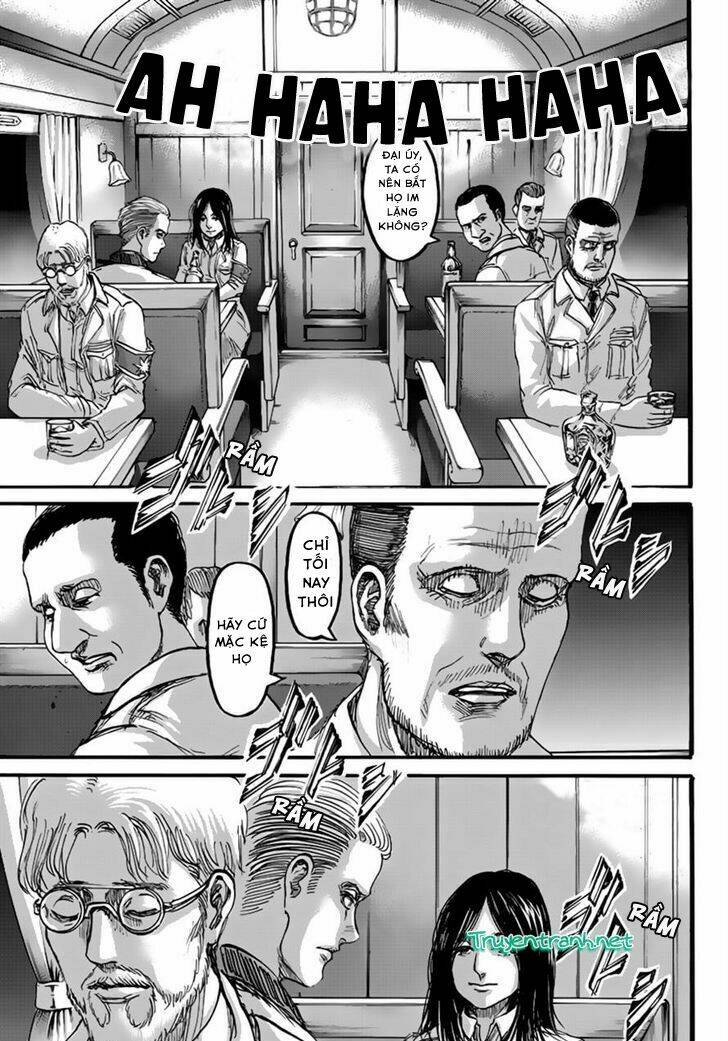 AH HAHA HAHA
ĐẠI ÚY,
TA CÓ
NÊN BẮT
HỌ IM
LẶNG
KHÔNG?
RẦM
RẦM
CHỈ
TỐI
NAY
THÔI
HÃY CỨ
MẶC KỆ
HỌ
RẦM
RẦM
Truyentranh.net